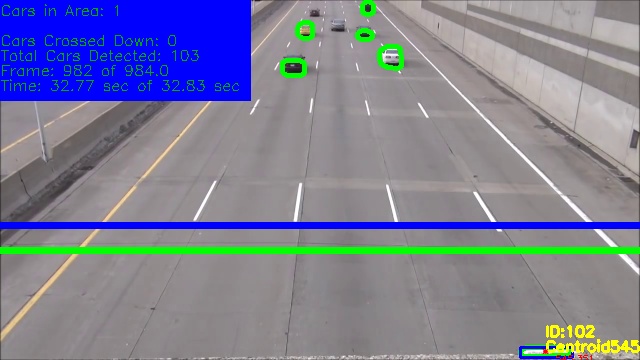 Cars in Area: 1
Cars Crossed Down: 0
Total Cars Detected: 103
Frame: 982 of 984.0
Time: 32.77 sec of 32.83 sec
ID:102
Centroid545